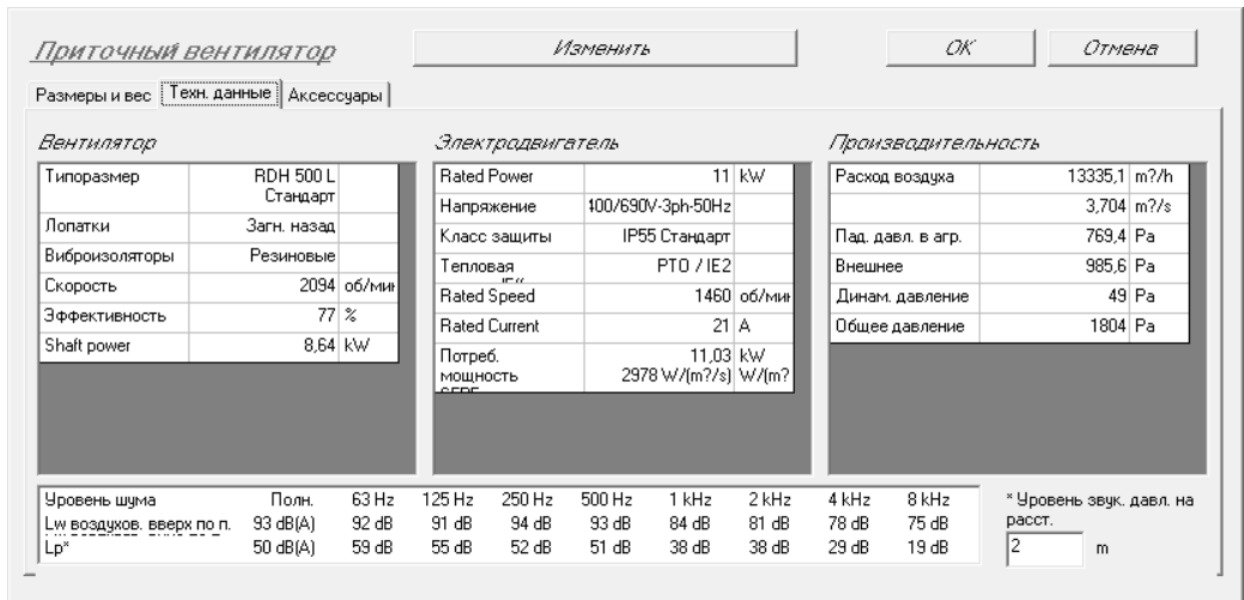 Приточный вентилятор
Изменить
OK
Отмена
Размеры и вес Техн. данные Аксессуары
Вентилятор
Типоразмер RDH 500 L
Стандарт
Лопатки Загн. назад
Виброизоляторы Резиновые
Скорость 2094 об/мин
Эффективность 77 %
Shaft power 8,64 kW
Электродвигатель
Rated Power 11 kW
Напряжение 400/690V-3ph-50Hz
Класс защиты IP55 Стандарт
Тепловая PTO / IE2
Rated Speed 1460 об/мин
Rated Current 21 A
Потреб. 11,03 kW
мощность 2978 W/(m?/s) W/(m?
Производительность
Расход воздуха 13335,1 m?/h
3,704 m?/s
Пад. давл. в агр. 769,4 Pa
Внешнее 985,6 Pa
Динам. давление 49 Pa
Общее давление 1804 Pa
Уровень шума Полн. 63 Hz 125 Hz 250 Hz 500 Hz 1 kHz 2 kHz 4 kHz 8 kHz
Lw воздухов. вверх по п. 93 dB(A) 92 dB 91 dB 94 dB 93 dB 84 dB 81 dB 78 dB 75 dB
Lp* 50 dB(A) 59 dB 55 dB 52 dB 51 dB 38 dB 38 dB 29 dB 19 dB
* Уровень звук. давл. на
расст.
2 m